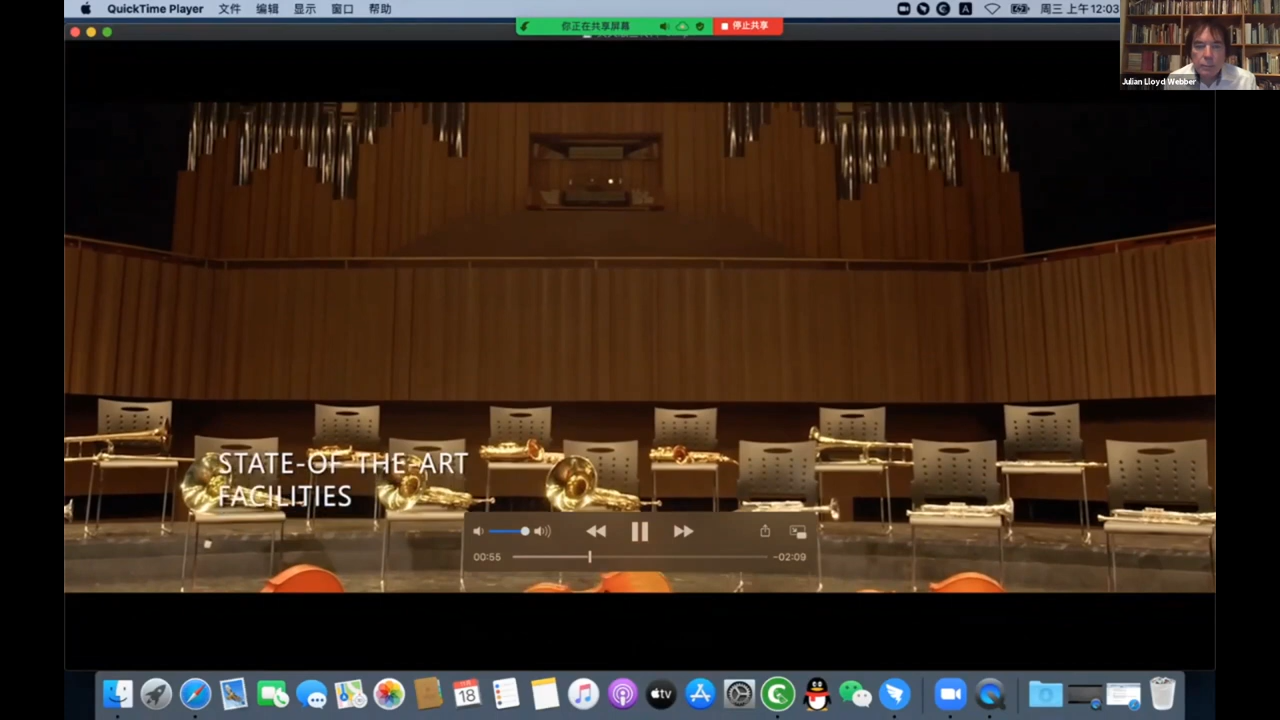 QuickTime Player 文件 编辑 显示 窗口 帮助
周三 上午12:03
你正在共享屏幕 停止共享
Julian Lloyd Webber
STATE-OF-THE-ART
FACILITIES
00:55 -02:09
18
tv